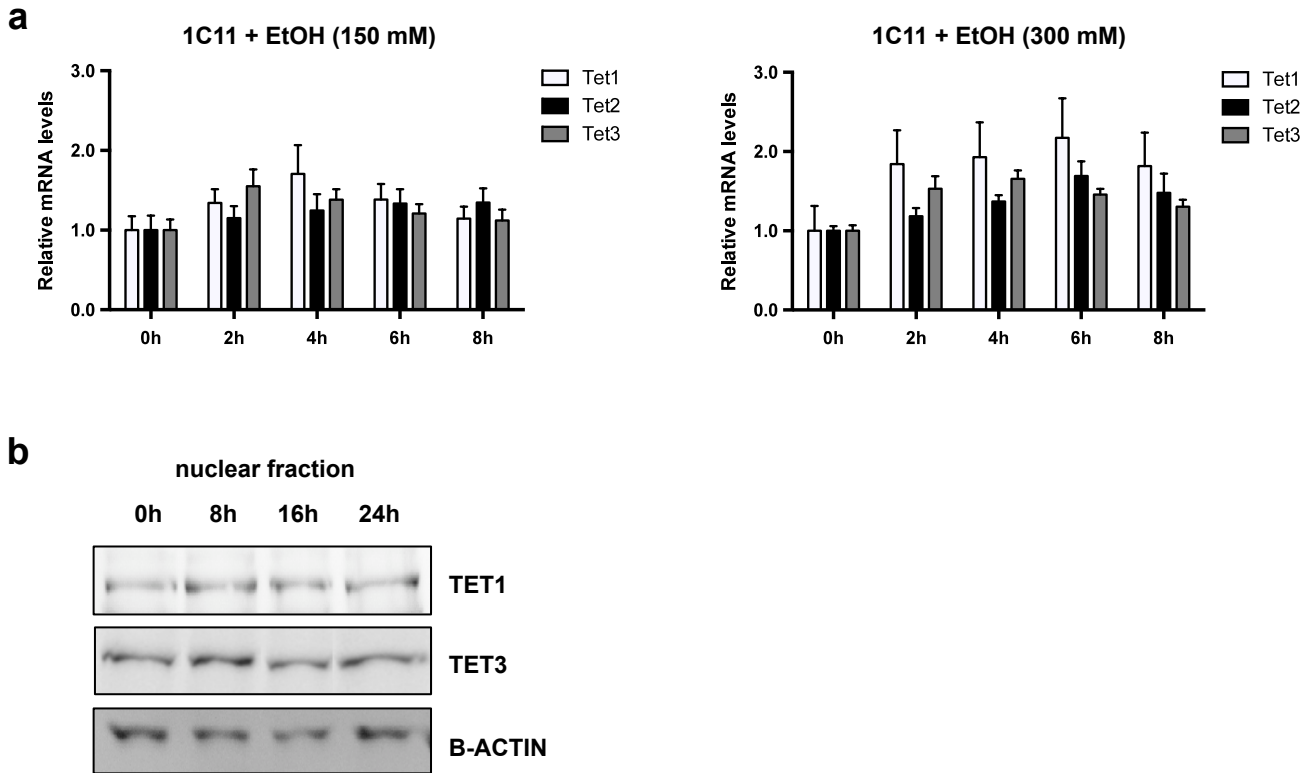 a
1C11 + EtOH (150 mM)
Relative mRNA levels
3.0
2.0
1.0
0.0
0h 2h 4h 6h 8h
Tet1
Tet2
Tet3
1C11 + EtOH (300 mM)
Relative mRNA levels
3.0
2.0
1.0
0.0
0h 2h 4h 6h 8h
Tet1
Tet2
Tet3
b
nuclear fraction
0h 8h 16h 24h
TET1
TET3
B-ACTIN